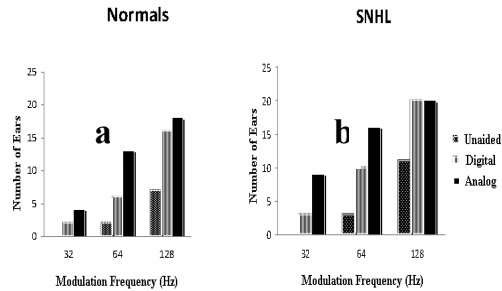 Normals
25
20
15
10
5
0
Number of Ears
a
32 64 128
Modulation Frequency (Hz)
SNHL
25
20
15
10
5
0
Number of Ears
b
32 64 128
Modulation Frequency (Hz)
Unaided
Digital
Analog